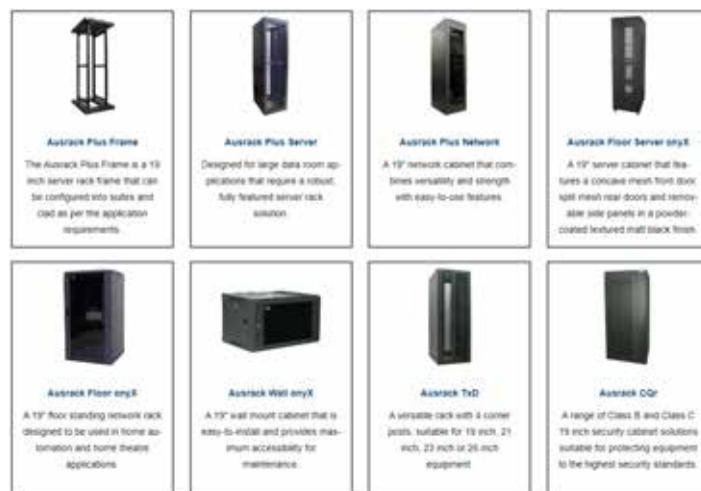 Ausrack Plus Frame
The Ausrack Plus Frame is a 19
inch server rack frame that can
be configured into suites and
clad as per the application
requirements.
Ausrack Plus Server
Designed for large data room ap-
plications that require a robust,
fully featured server rack
solution.
Ausrack Plus Network
A 19" network cabinet that com-
bines versatility and strength
with easy-to-use features
Ausrack Floor Server onyX
A 19" server cabinet that fea-
tures a concave mesh front door,
split mesh rear doors and remov-
able side panels in a powder-
coated textured matt black finish.
Ausrack Floor onyX
A 19" floor standing network rack
designed to be used in home au-
tomation and home theatre
applications
Ausrack Wall onyX
A 19" wall mount cabinet that is
easy-to-install and provides max-
imum accessibility for
maintenance.
Ausrack TxD
A versatile rack with 4 corner
posts, suitable for 19 inch, 21
inch, 23 inch or 25 inch
equipment
Ausrack CQr
A range of Class B and Class C
19 inch security cabinet solutions
suitable for protecting equipment
to the highest security standards.